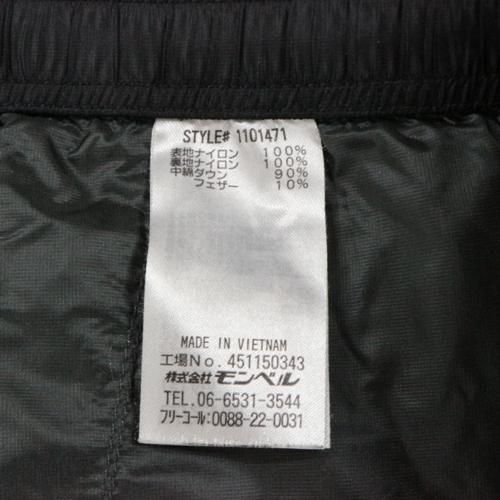 STYLE# 1101471
表地ナイロン 100%
裏地ナイロン 100%
中綿ダウン 90%
フェザー 10%
MADE IN VIETNAM
工場No. 451150343
株式会社 モンベル
TEL. 06-6531-3544
フリーコール: 0088-22-0031